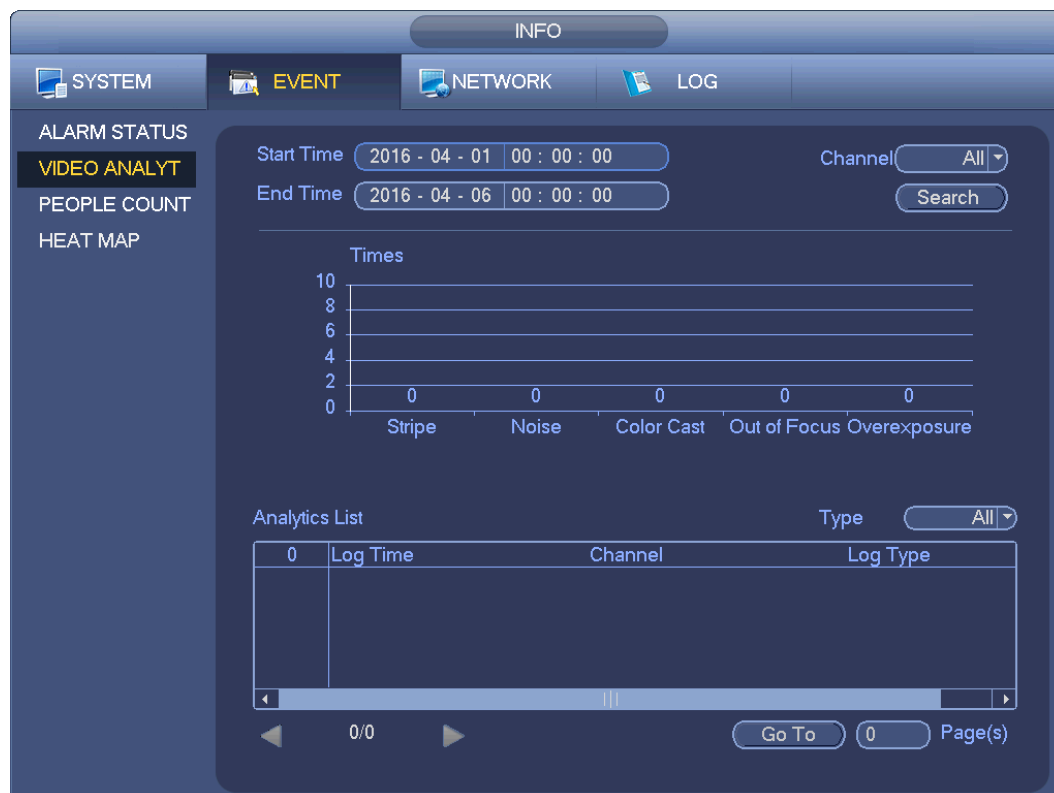 INFO
SYSTEM EVENT NETWORK LOG
ALARM STATUS
VIDEO ANALYT
PEOPLE COUNT
HEAT MAP
Start Time 2016 - 04 - 01 00 : 00 : 00 Channel All
End Time 2016 - 04 - 06 00 : 00 : 00 Search
Times
10
8
6
4
2
0
0 0 0 0 0
Stripe Noise Color Cast Out of Focus Overexposure
Analytics List Type All
0 Log Time Channel Log Type
0/0 Go To 0 Page(s)